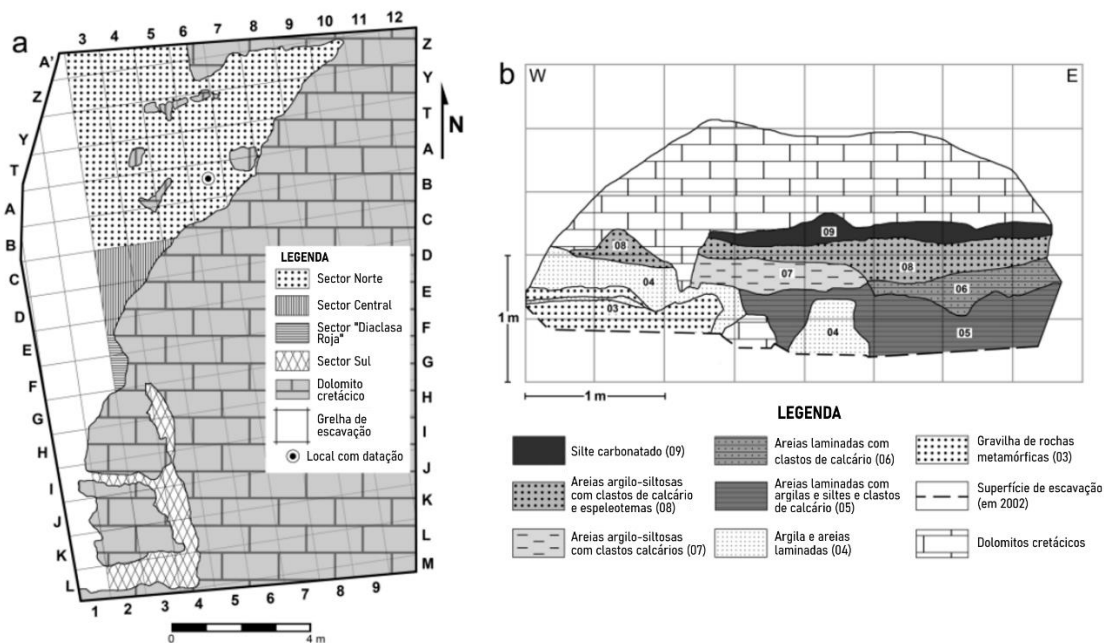 a
3 4 5 6 7 8 9 10 11 12
A' Z
Z Y
Y T
T A
A B
B C
C D
D E
E F
F G
G H
H I
I J
J K
K L
L M
1 2 3 4 5 6 7 8 9
N
LEGENDA
Sector Norte
Sector Central
Sector "Diaclasa
Roja"
Sector Sul
Dolomito
cretácico
Grelha de
escavação
Local com datação
0 4 m
b
W E
09
08
08
07
04
06
03
04
05
1 m
1 m
LEGENDA
Silte carbonatado (09)
Areias argilo-siltosas
com clastos de calcário
e espeleotemas (08)
Areias argilo-siltosas
com clastos calcários (07)
Areias laminadas com
clastos de calcário (06)
Areias laminadas com
argilas e siltes e clastos
de calcário (05)
Argila e areias
laminadas (04)
Gravilha de rochas
metamórficas (03)
Superfície de escavação
(em 2002)
Dolomitos cretácicos